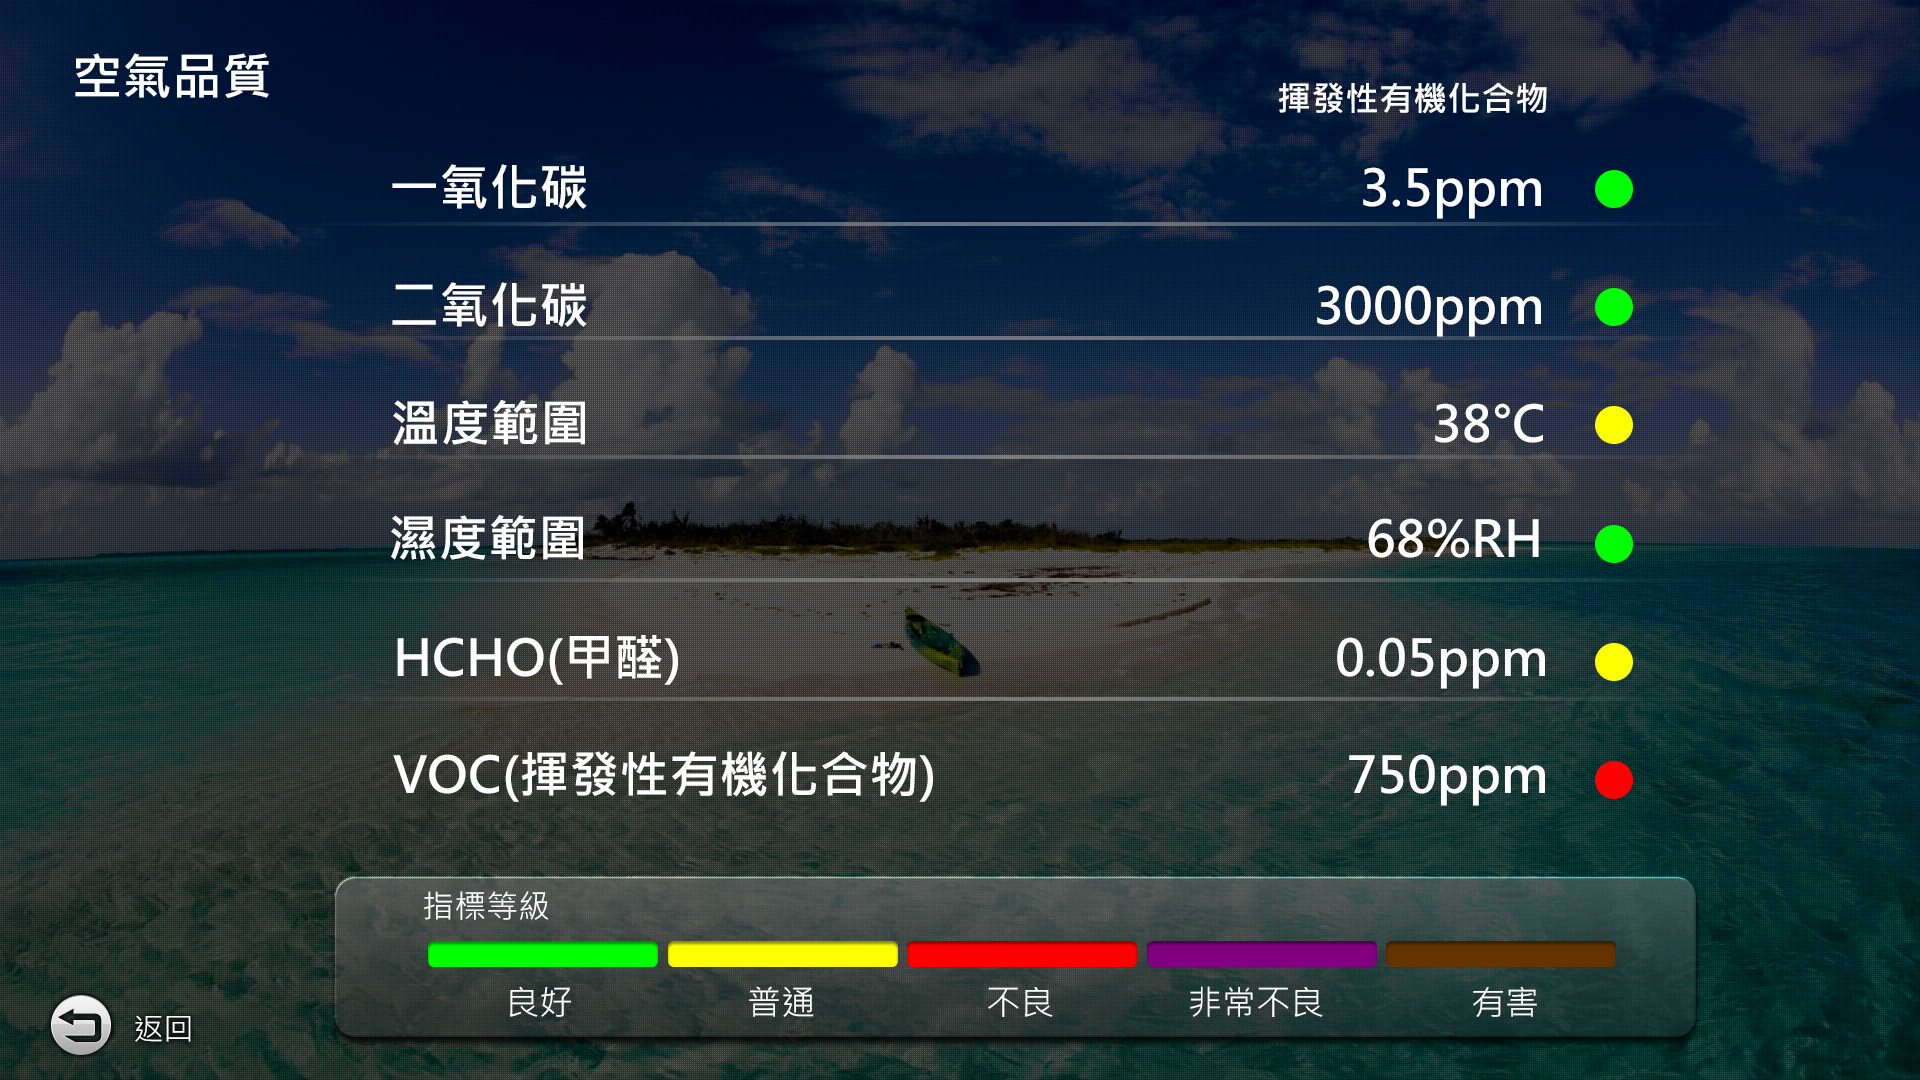 空氣品質
揮發性有機化合物
一氧化碳 3.5ppm
二氧化碳 3000ppm
溫度範圍 38°C
濕度範圍 68%RH
HCHO(甲醛) 0.05ppm
VOC(揮發性有機化合物) 750ppm
指標等級
良好 普通 不良 非常不良 有害
返回